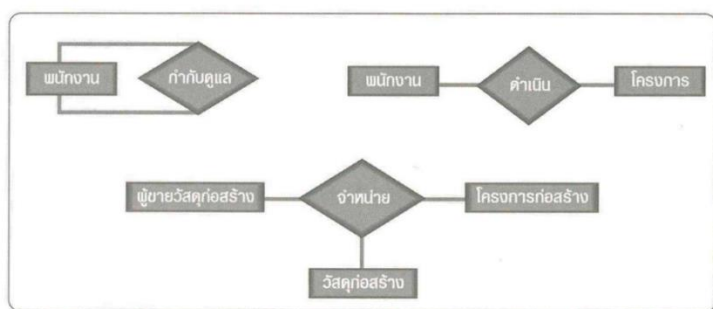 พนักงาน
กำกับดูแล
พนักงาน
ดำเนิน
โครงการ
ผู้ขายวัสดุก่อสร้าง
จำหน่าย
โครงการก่อสร้าง
วัสดุก่อสร้าง